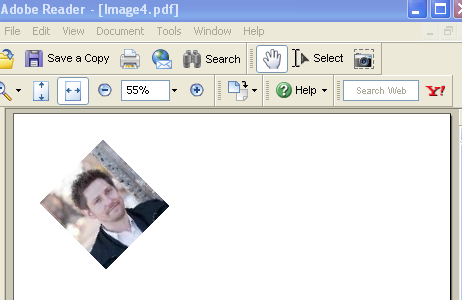 Adobe Reader - [Image4.pdf]
File Edit View Document Tools Window Help
Save a Copy Search Select
55% Help Search Web Y!